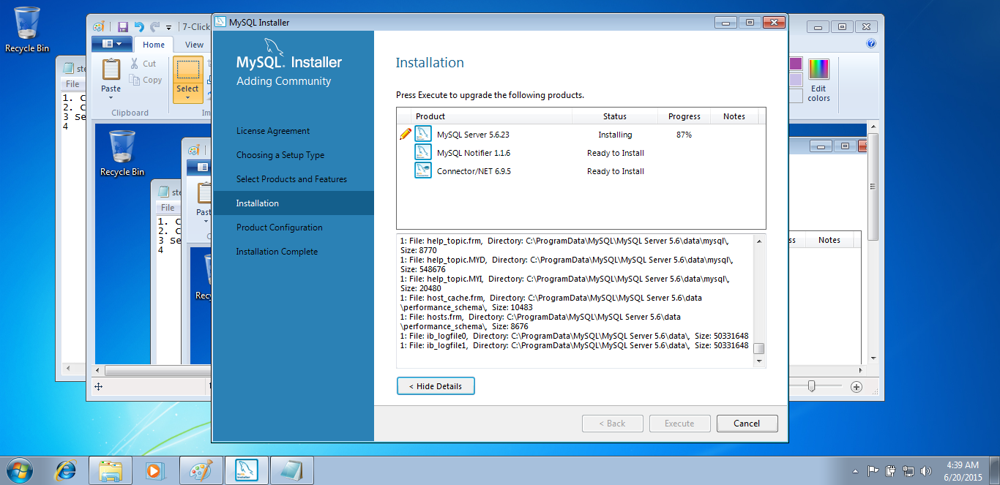 Recycle Bin
ste
File
1. C
2. C
3 Se
4
7-Click
Home
View
Paste
Cut
Copy
Select
Clipboard
Im
Edit
colors
Recycle Bin
ste
File
1. C
2. C
3 Se
4
Past
C
Recy
ss
Notes
MySQL Installer
MySQL. Installer
Adding Community
License Agreement
Choosing a Setup Type
Select Products and Features
Installation
Product Configuration
Installation Complete
Installation
Press Execute to upgrade the following products.
Product Status Progress Notes
MySQL Server 5.6.23 Installing 87%
MySQL Notifier 1.1.6 Ready to Install
Connector/NET 6.9.5 Ready to Install
1: File: help_topic.frm, Directory: C:\ProgramData\MySQL\MySQL Server 5.6\data\mysql\,
Size: 8770
1: File: help_topic.MYD, Directory: C:\ProgramData\MySQL\MySQL Server 5.6\data\mysql\,
Size: 548676
1: File: help_topic.MYI, Directory: C:\ProgramData\MySQL\MySQL Server 5.6\data\mysql\,
Size: 20480
1: File: host_cache.frm, Directory: C:\ProgramData\MySQL\MySQL Server 5.6\data
\performance_schema\, Size: 10483
1: File: hosts.frm, Directory: C:\ProgramData\MySQL\MySQL Server 5.6\data
\performance_schema\, Size: 8676
1: File: ib_logfile0, Directory: C:\ProgramData\MySQL\MySQL Server 5.6\data\, Size: 50331648
1: File: ib_logfile1, Directory: C:\ProgramData\MySQL\MySQL Server 5.6\data\, Size: 50331648
< Hide Details
< Back Execute Cancel
4:39 AM
6/20/2015